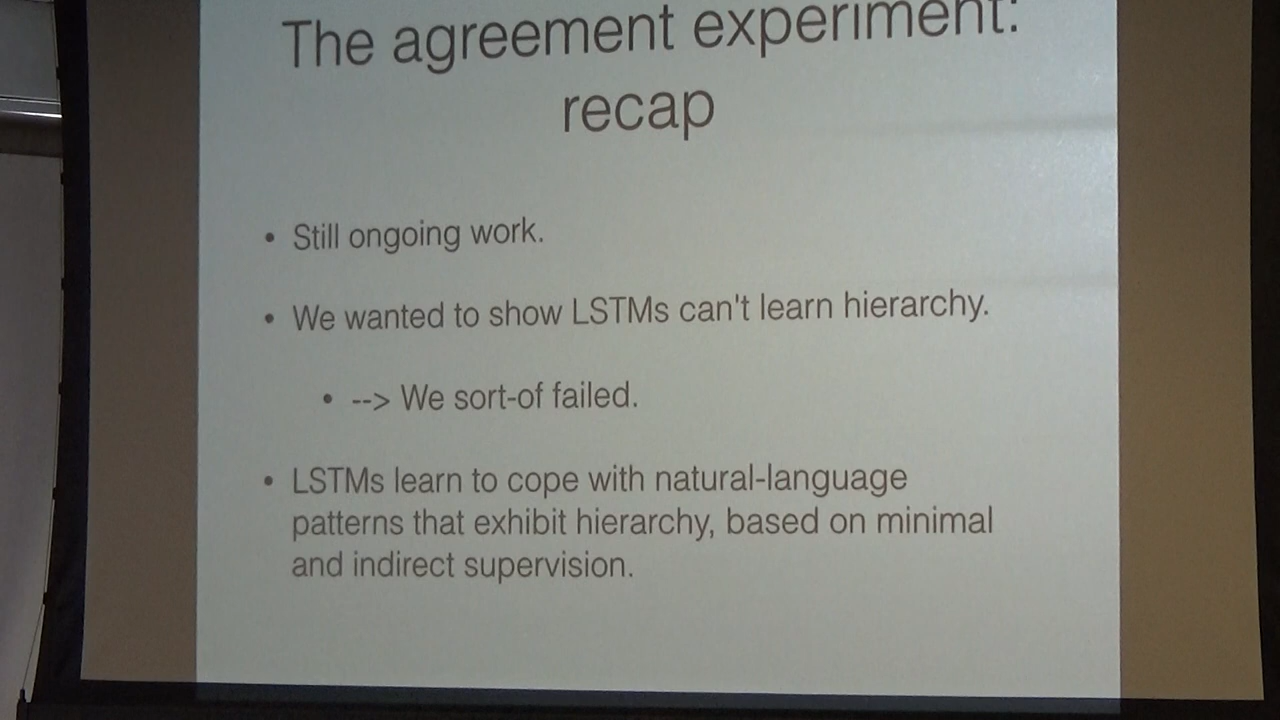 The agreement experiment:
recap
• Still ongoing work.
• We wanted to show LSTMs can't learn hierarchy.
• --> We sort-of failed.
• LSTMs learn to cope with natural-language
patterns that exhibit hierarchy, based on minimal
and indirect supervision.